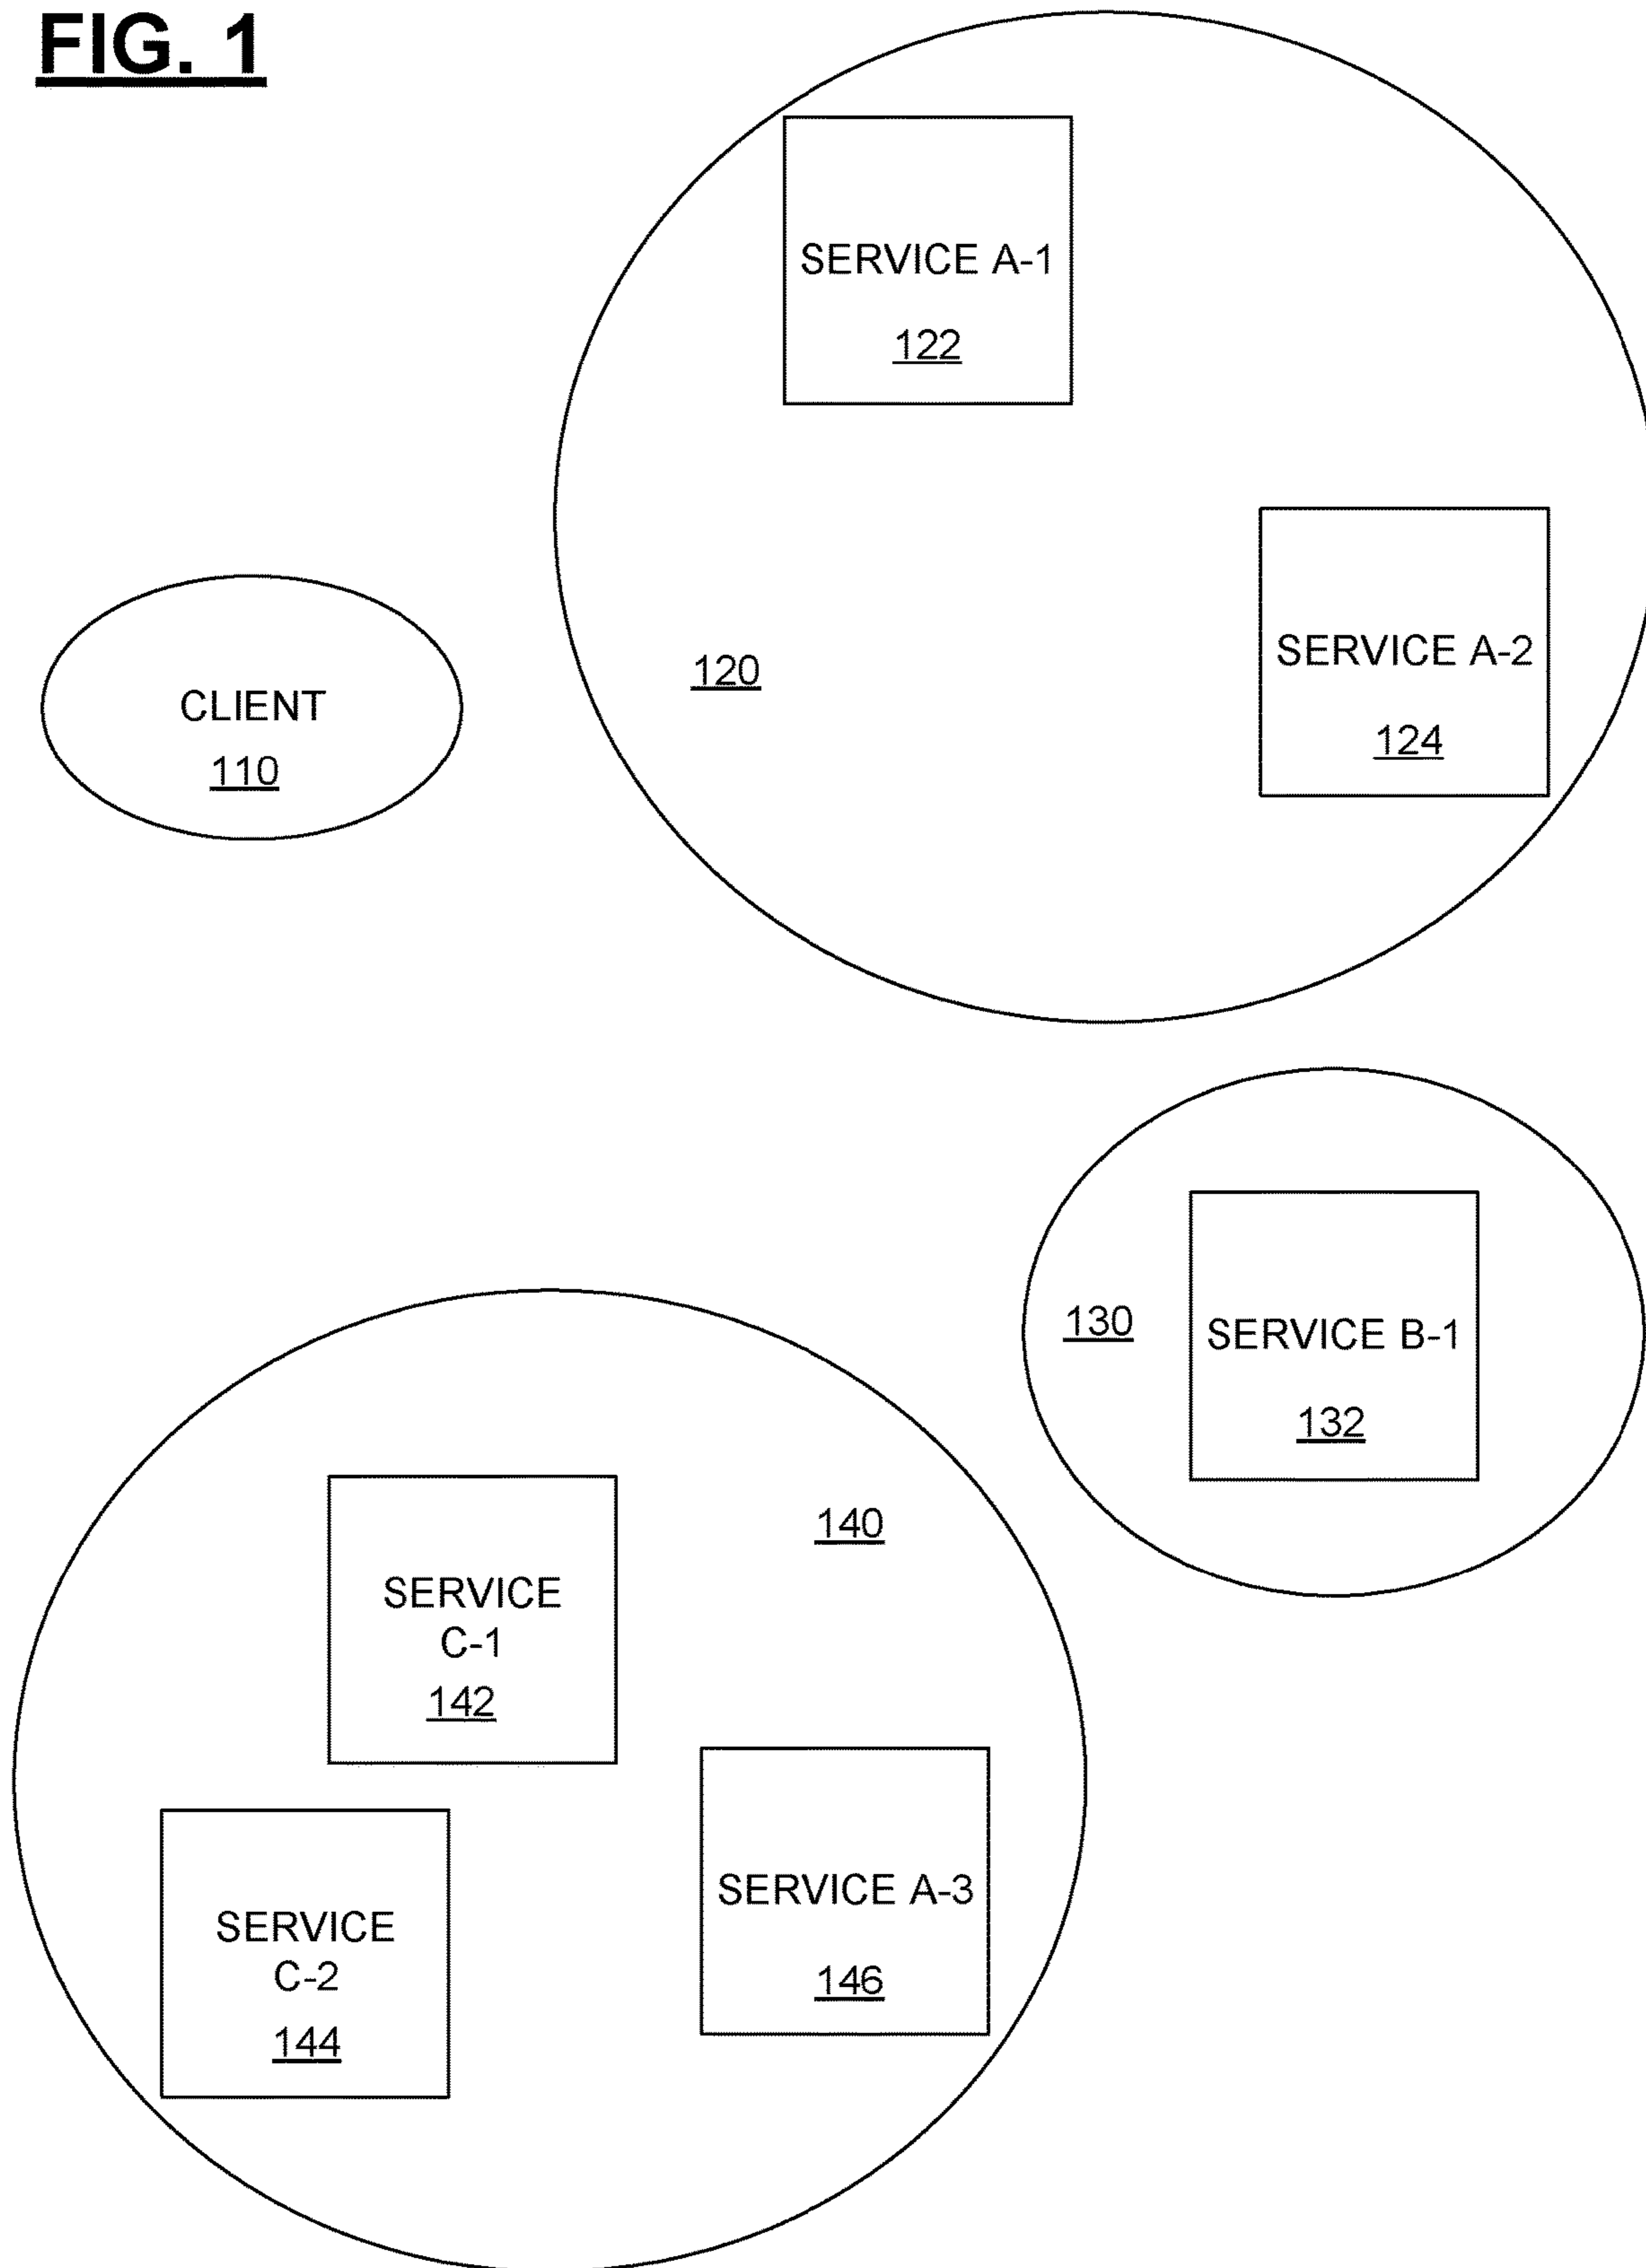 FIG. 1
SERVICE A-1
122
SERVICE A-2
124
120
CLIENT
110
130
SERVICE B-1
132
140
SERVICE
C-1
142
SERVICE A-3
146
SERVICE
C-2
144